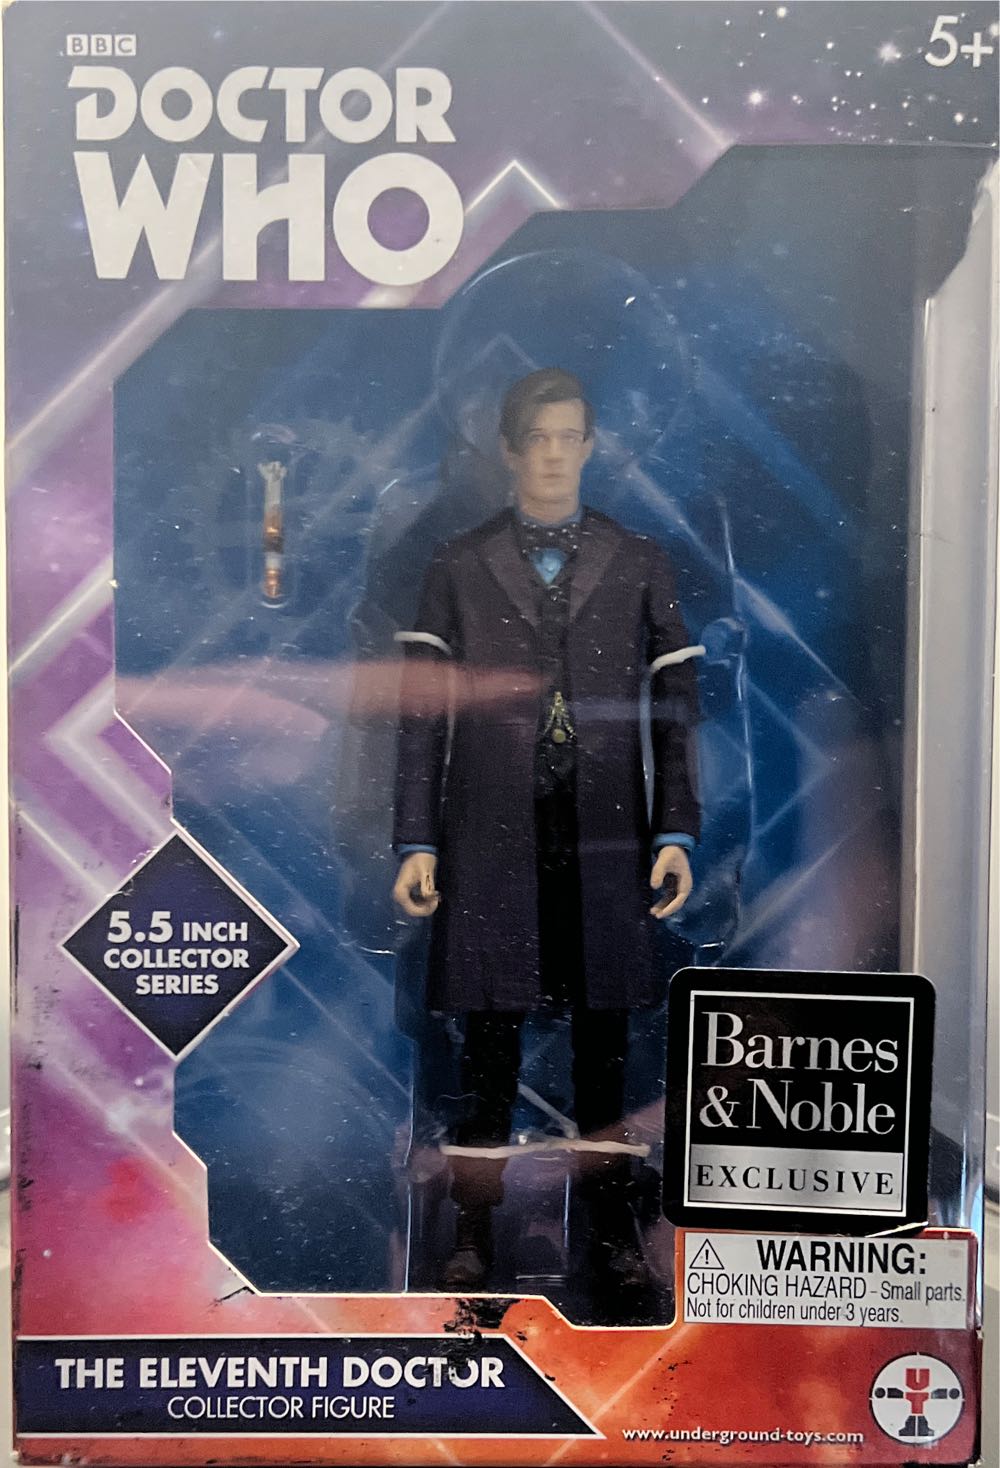 BBC
DOCTOR
WHO
5+
5.5 INCH
COLLECTOR
SERIES
Barnes
& Noble
EXCLUSIVE
WARNING:
CHOKING HAZARD - Small parts.
Not for children under 3 years.
THE ELEVENTH DOCTOR
COLLECTOR FIGURE
www.underground-toys.com
UT